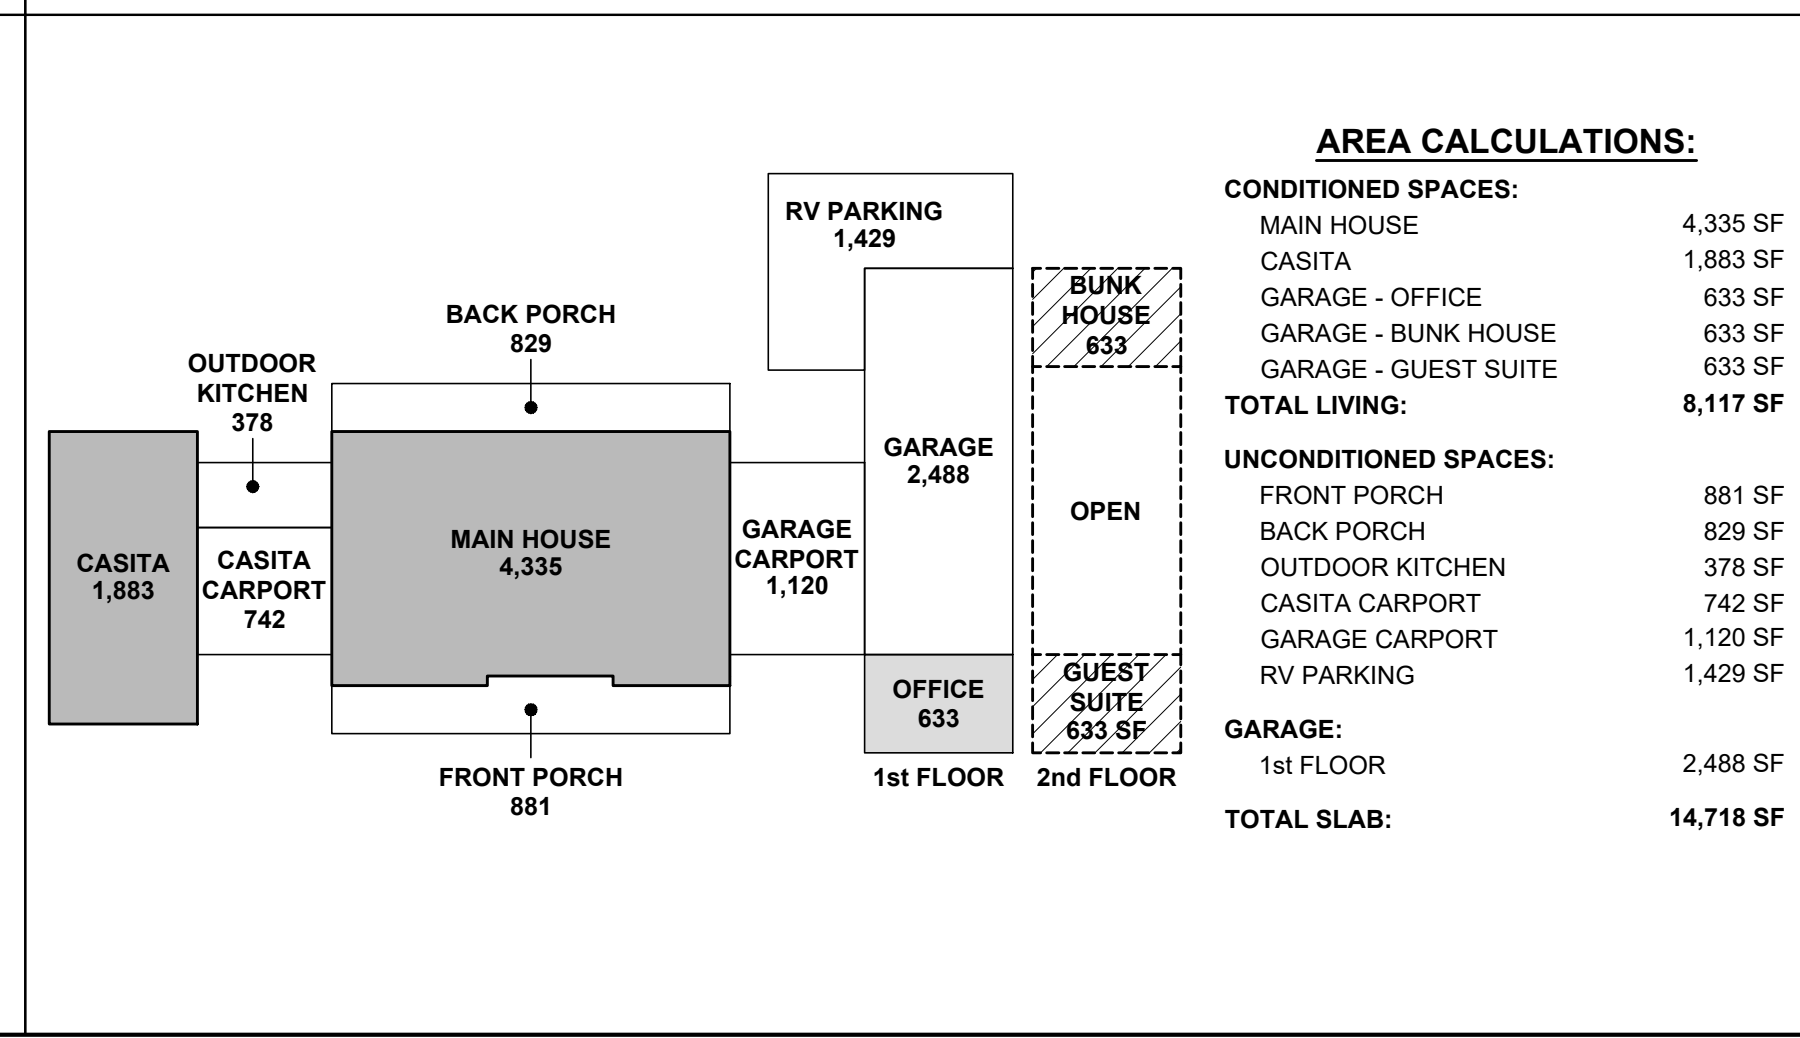 RV PARKING
1,429
BACK PORCH
829
OUTDOOR
KITCHEN
378
CASITA
1,883
CASITA
CARPORT
742
MAIN HOUSE
4,335
GARAGE
CARPORT
1,120
GARAGE
2,488
OFFICE
633
FRONT PORCH
881
1st FLOOR
BUNK
HOUSE
633
OPEN
GUEST
SUITE
633 SF
2nd FLOOR
AREA CALCULATIONS:
CONDITIONED SPACES:
MAIN HOUSE 4,335 SF
CASITA 1,883 SF
GARAGE - OFFICE 633 SF
GARAGE - BUNK HOUSE 633 SF
GARAGE - GUEST SUITE 633 SF
TOTAL LIVING: 8,117 SF
UNCONDITIONED SPACES:
FRONT PORCH 881 SF
BACK PORCH 829 SF
OUTDOOR KITCHEN 378 SF
CASITA CARPORT 742 SF
GARAGE CARPORT 1,120 SF
RV PARKING 1,429 SF
GARAGE:
1st FLOOR 2,488 SF
TOTAL SLAB: 14,718 SF